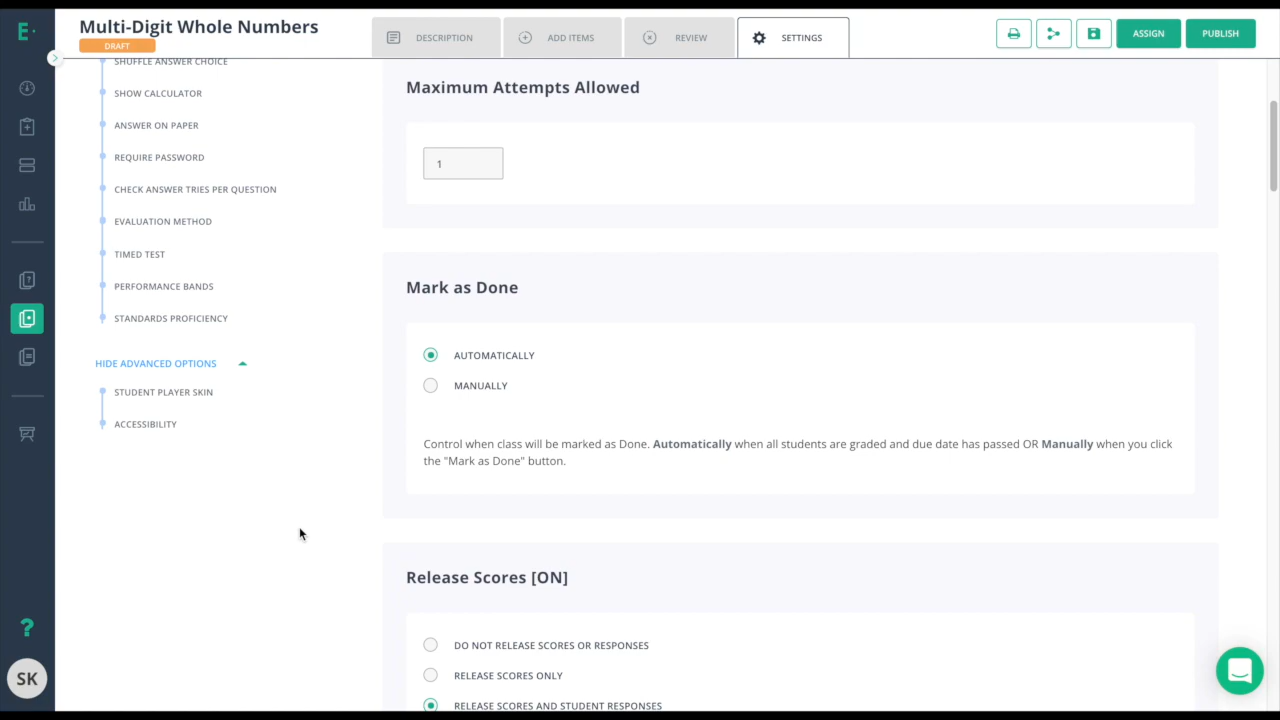 E
Multi-Digit Whole Numbers
DRAFT
DESCRIPTION
ADD ITEMS
REVIEW
SETTINGS
ASSIGN
PUBLISH
SHUFFLE ANSWER CHOICE
SHOW CALCULATOR
ANSWER ON PAPER
REQUIRE PASSWORD
CHECK ANSWER TRIES PER QUESTION
EVALUATION METHOD
TIMED TEST
PERFORMANCE BANDS
STANDARDS PROFICIENCY
HIDE ADVANCED OPTIONS
STUDENT PLAYER SKIN
ACCESSIBILITY
?
SK
Maximum Attempts Allowed
1
Mark as Done
AUTOMATICALLY
MANUALLY
Control when class will be marked as Done. Automatically when all students are graded and due date has passed OR Manually when you click
the "Mark as Done" button.
Release Scores [ON]
DO NOT RELEASE SCORES OR RESPONSES
RELEASE SCORES ONLY
RELEASE SCORES AND STUDENT RESPONSES